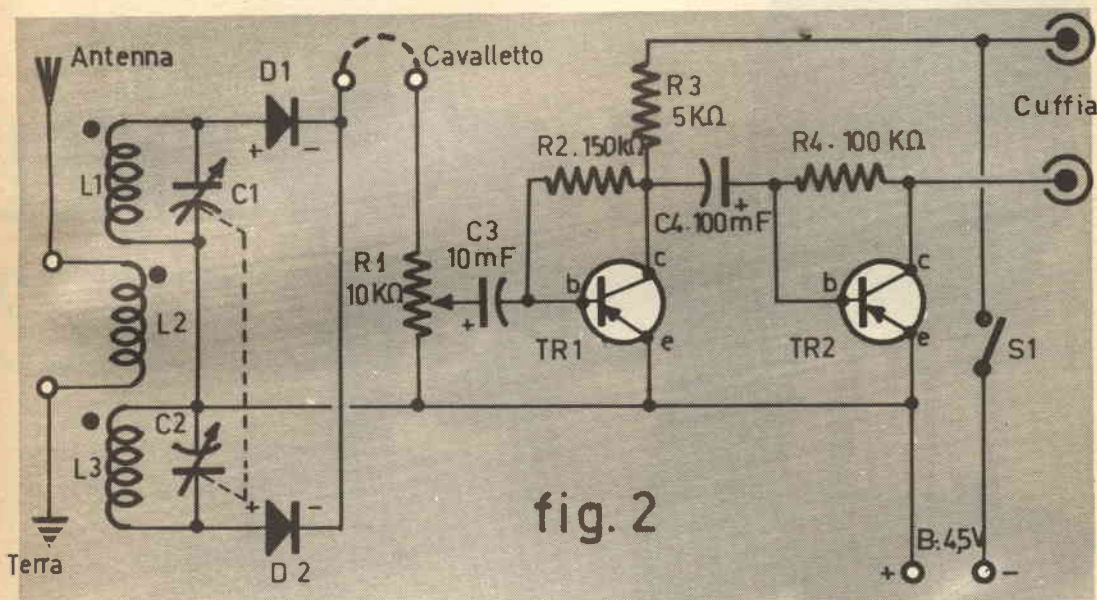 Antenna
D1
Cavalletto
+ -
L1
C1
R3
5KΩ
Cuffia
R2.150kΩ
R4.100 KΩ
C3
10mF
C4.100mF
+
R1
10KΩ
+
b
c
e
TR1
b
c
e
TR2
S1
L2
C2
L3
+ -
D2
Terra
fig. 2
B:4,5V
+ -